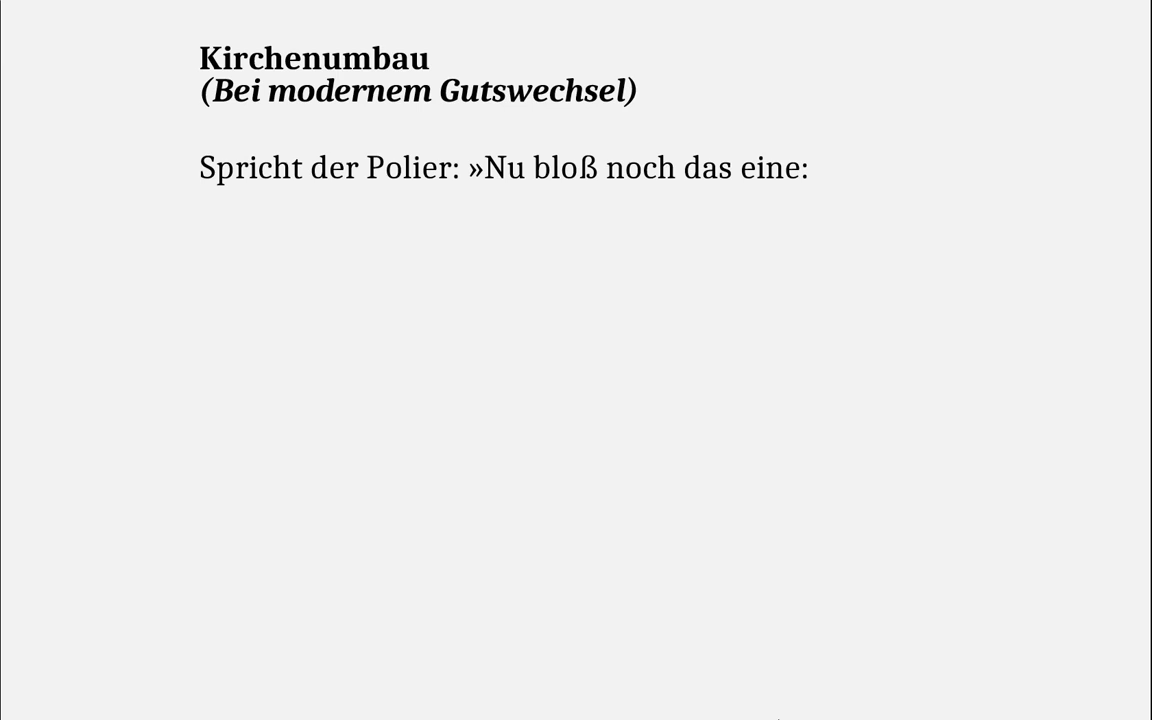 Kirchenumbau
(Bei modernem Gutswechsel)
Spricht der Polier: »Nu bloß noch das eine: